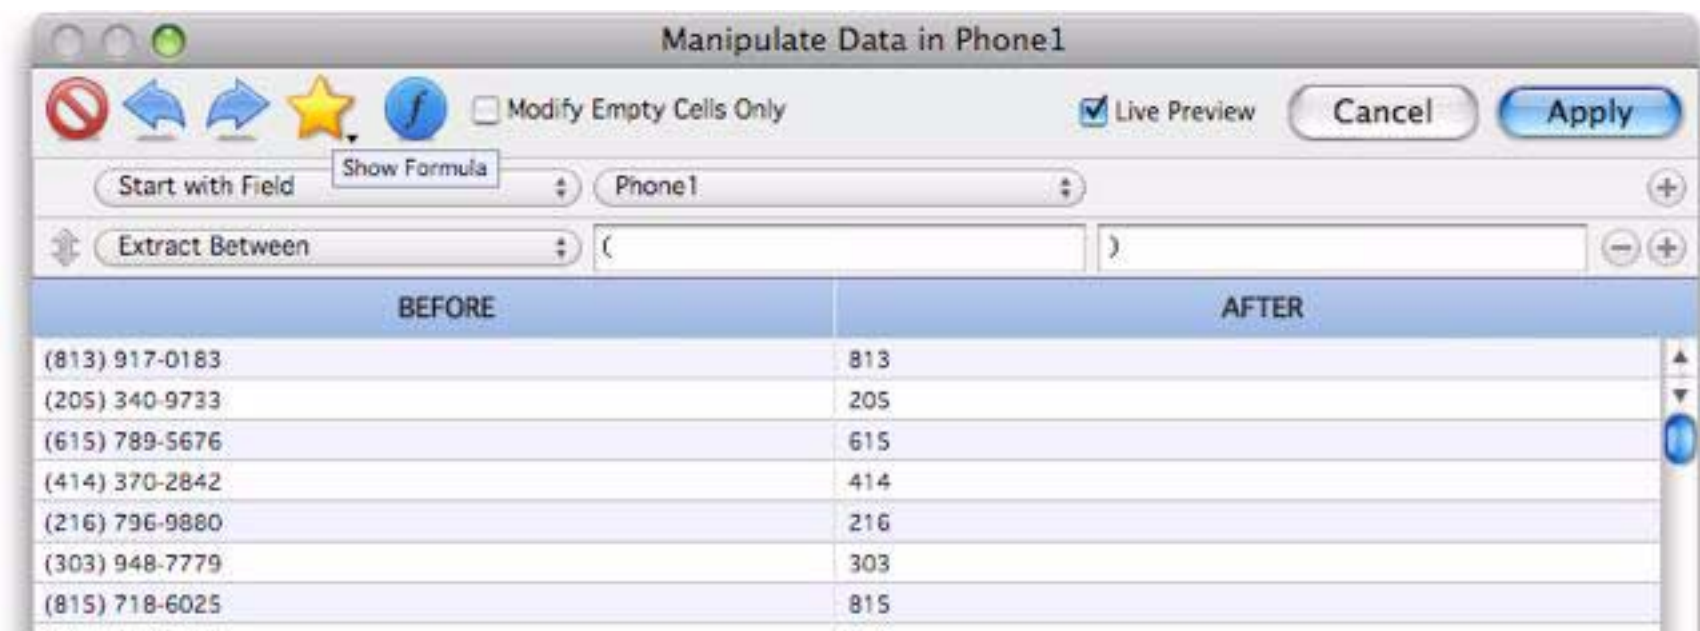 Manipulate Data in Phone1
f Modify Empty Cells Only Live Preview Cancel Apply
Show Formula
Start with Field Phone1
Extract Between ( )
BEFORE AFTER
(813) 917-0183 813
(205) 340-9733 205
(615) 789-5676 615
(414) 370-2842 414
(216) 796-9880 216
(303) 948-7779 303
(815) 718-6025 815